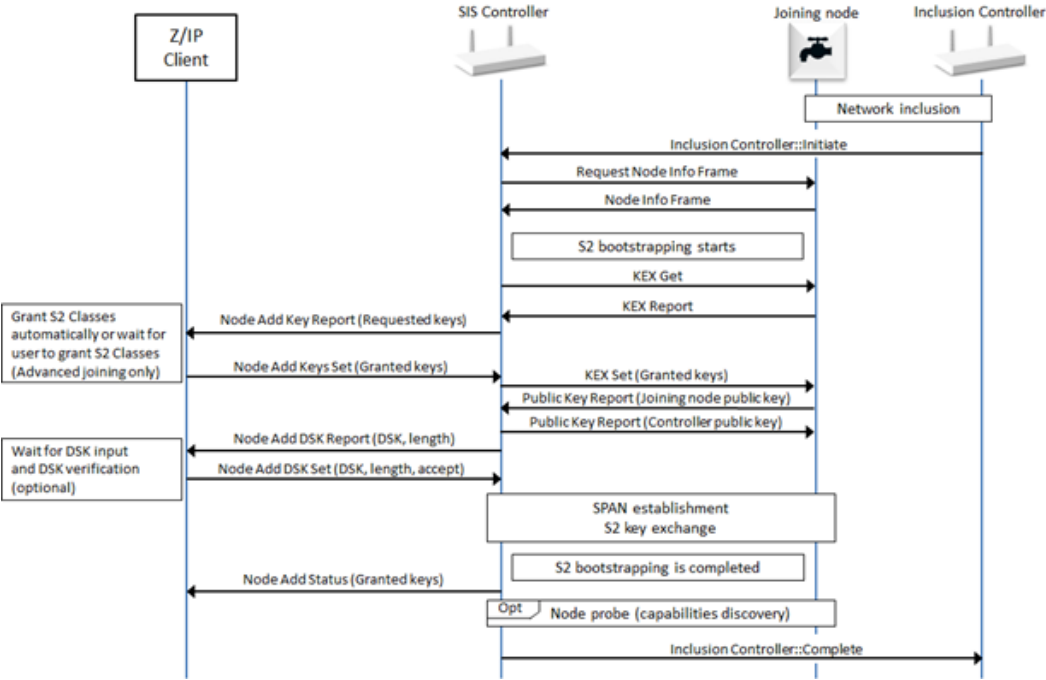 SIS Controller
Joining node
Inclusion Controller
Z/IP
Client
Network inclusion
Inclusion Controller::Initiate
Request Node Info Frame
Node Info Frame
S2 bootstrapping starts
KEX Get
KEX Report
Grant S2 Classes
automatically or wait for
user to grant S2 Classes
(Advanced joining only)
Node Add Key Report (Requested keys)
Node Add Keys Set (Granted keys)
KEX Set (Granted keys)
Public Key Report (Joining node public key)
Public Key Report (Controller public key)
Wait for DSK input
and DSK verification
(optional)
Node Add DSK Report (DSK, length)
Node Add DSK Set (DSK, length, accept)
SPAN establishment
S2 key exchange
S2 bootstrapping is completed
Node Add Status (Granted keys)
Opt
Node probe (capabilities discovery)
Inclusion Controller::Complete